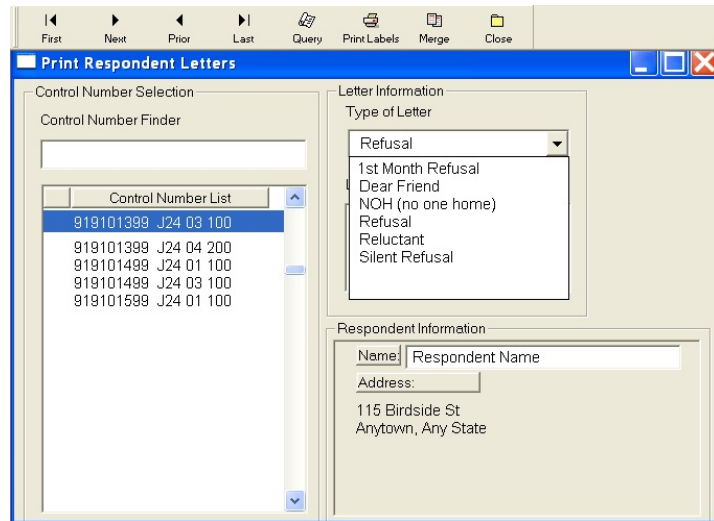 First Next Prior Last Query Print Labels Merge Close
Print Respondent Letters
Control Number Selection
Control Number Finder
Control Number List
919101399 J24 03 100
919101399 J24 04 200
919101499 J24 01 100
919101499 J24 03 100
919101599 J24 01 100
Letter Information
Type of Letter
Refusal
1st Month Refusal
Dear Friend
NOH (no one home)
Refusal
Reluctant
Silent Refusal
Respondent Information
Name: Respondent Name
Address:
115 Birdside St
Anytown, Any State